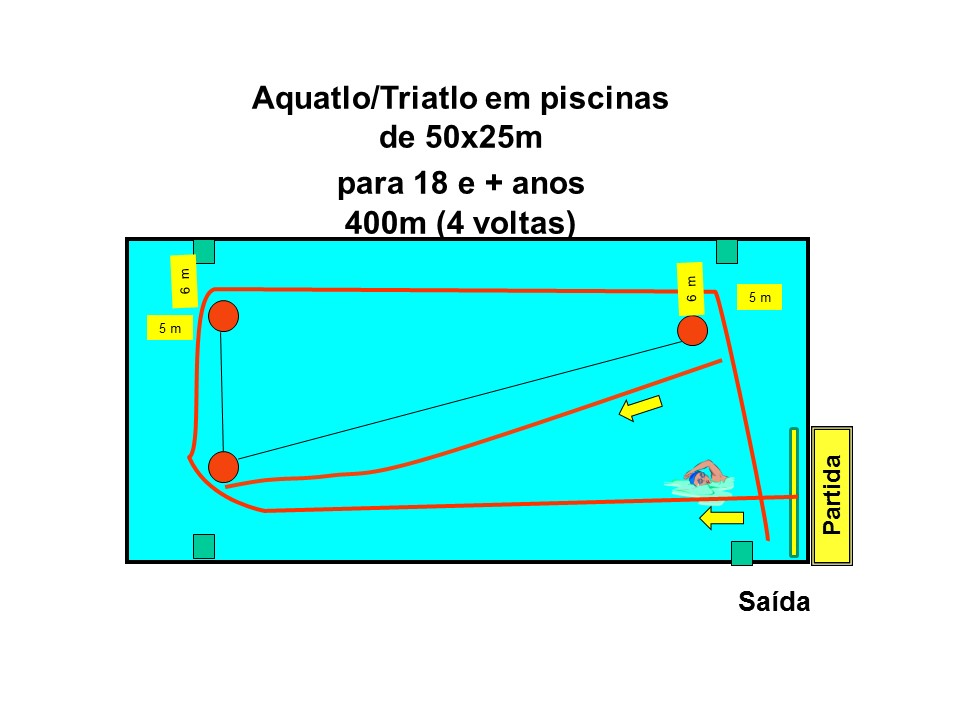 Aquatlo/Triatlo em piscinas
de 50x25m
para 18 e + anos
400m (4 voltas)
6 m
6 m
5 m
5 m
Partida
Saída